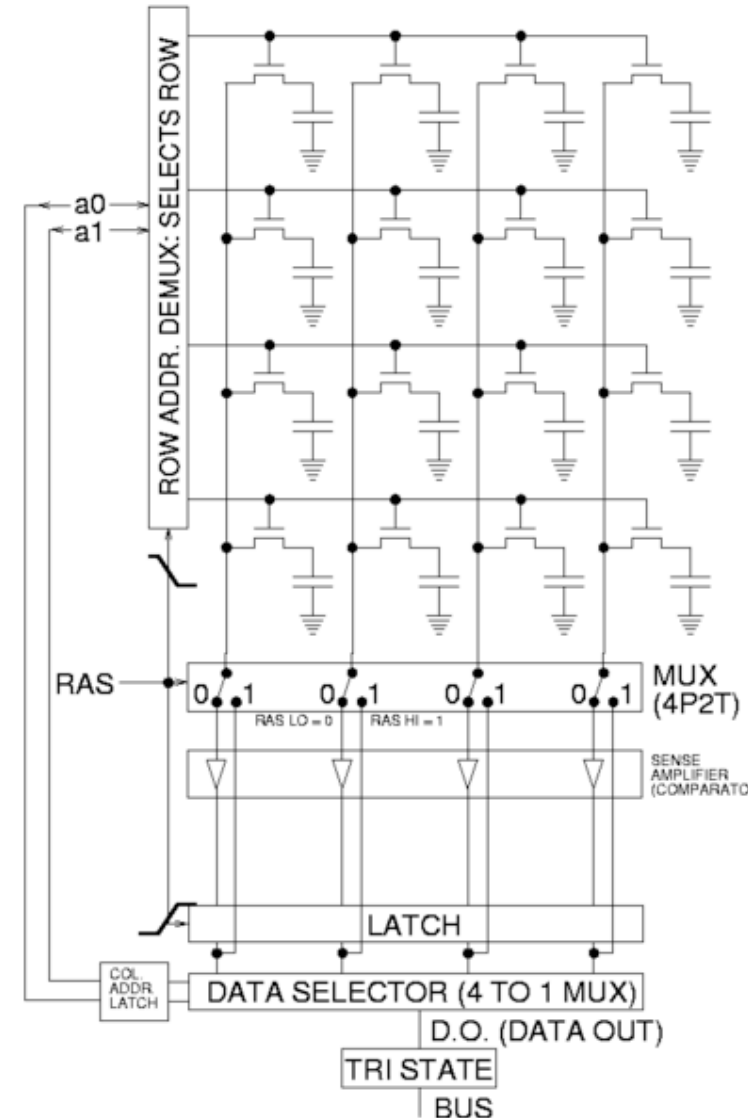 ROW ADDR. DEMUX: SELECTS ROW
a0
a1
RAS
0 1
0 1
0 1
0 1
RAS LO = 0
RAS HI = 1
MUX
(4P2T)
SENSE
AMPLIFIER
(COMPARATO
LATCH
COL.
ADDR.
LATCH
DATA SELECTOR (4 TO 1 MUX)
D.O. (DATA OUT)
TRI STATE
BUS